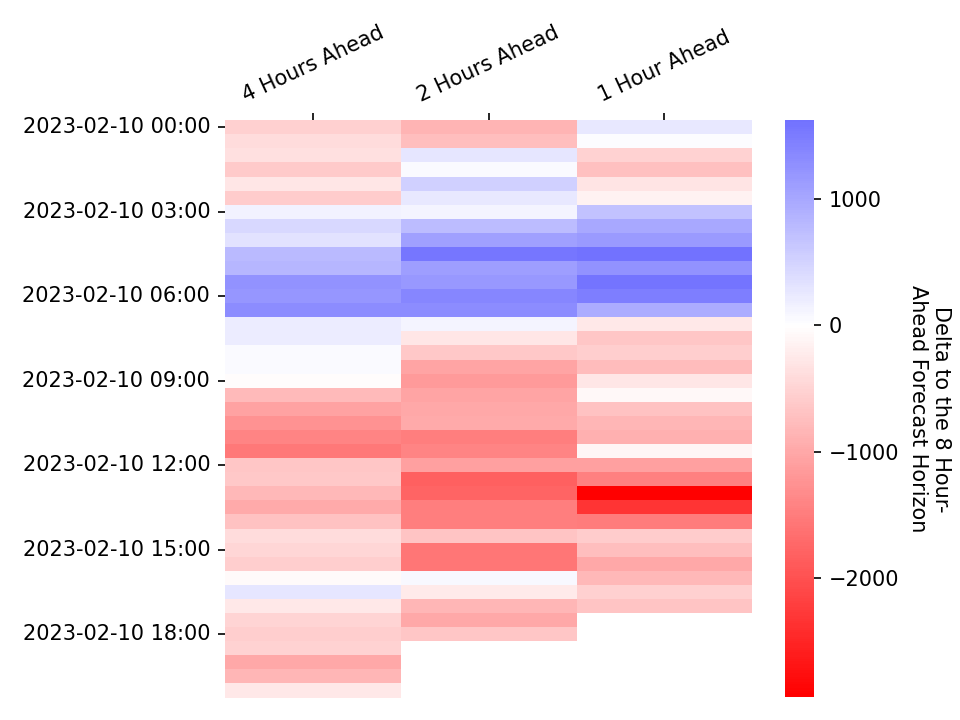 4 Hours Ahead
2 Hours Ahead
1 Hour Ahead
2023-02-10 00:00
2023-02-10 03:00
2023-02-10 06:00
2023-02-10 09:00
2023-02-10 12:00
2023-02-10 15:00
2023-02-10 18:00
1000
0
−1000
−2000
Delta to the 8 Hour-
Ahead Forecast Horizon